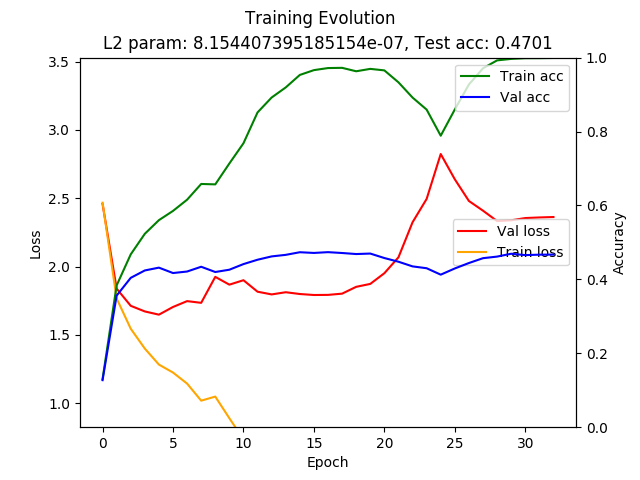 Training Evolution
L2 param: 8.154407395185154e-07, Test acc: 0.4701
Train acc
Val acc
Val loss
Train loss
Loss
3.5
3.0
2.5
2.0
1.5
1.0
Accuracy
1.0
0.8
0.6
0.4
0.2
0.0
0 5 10 15 20 25 30
Epoch